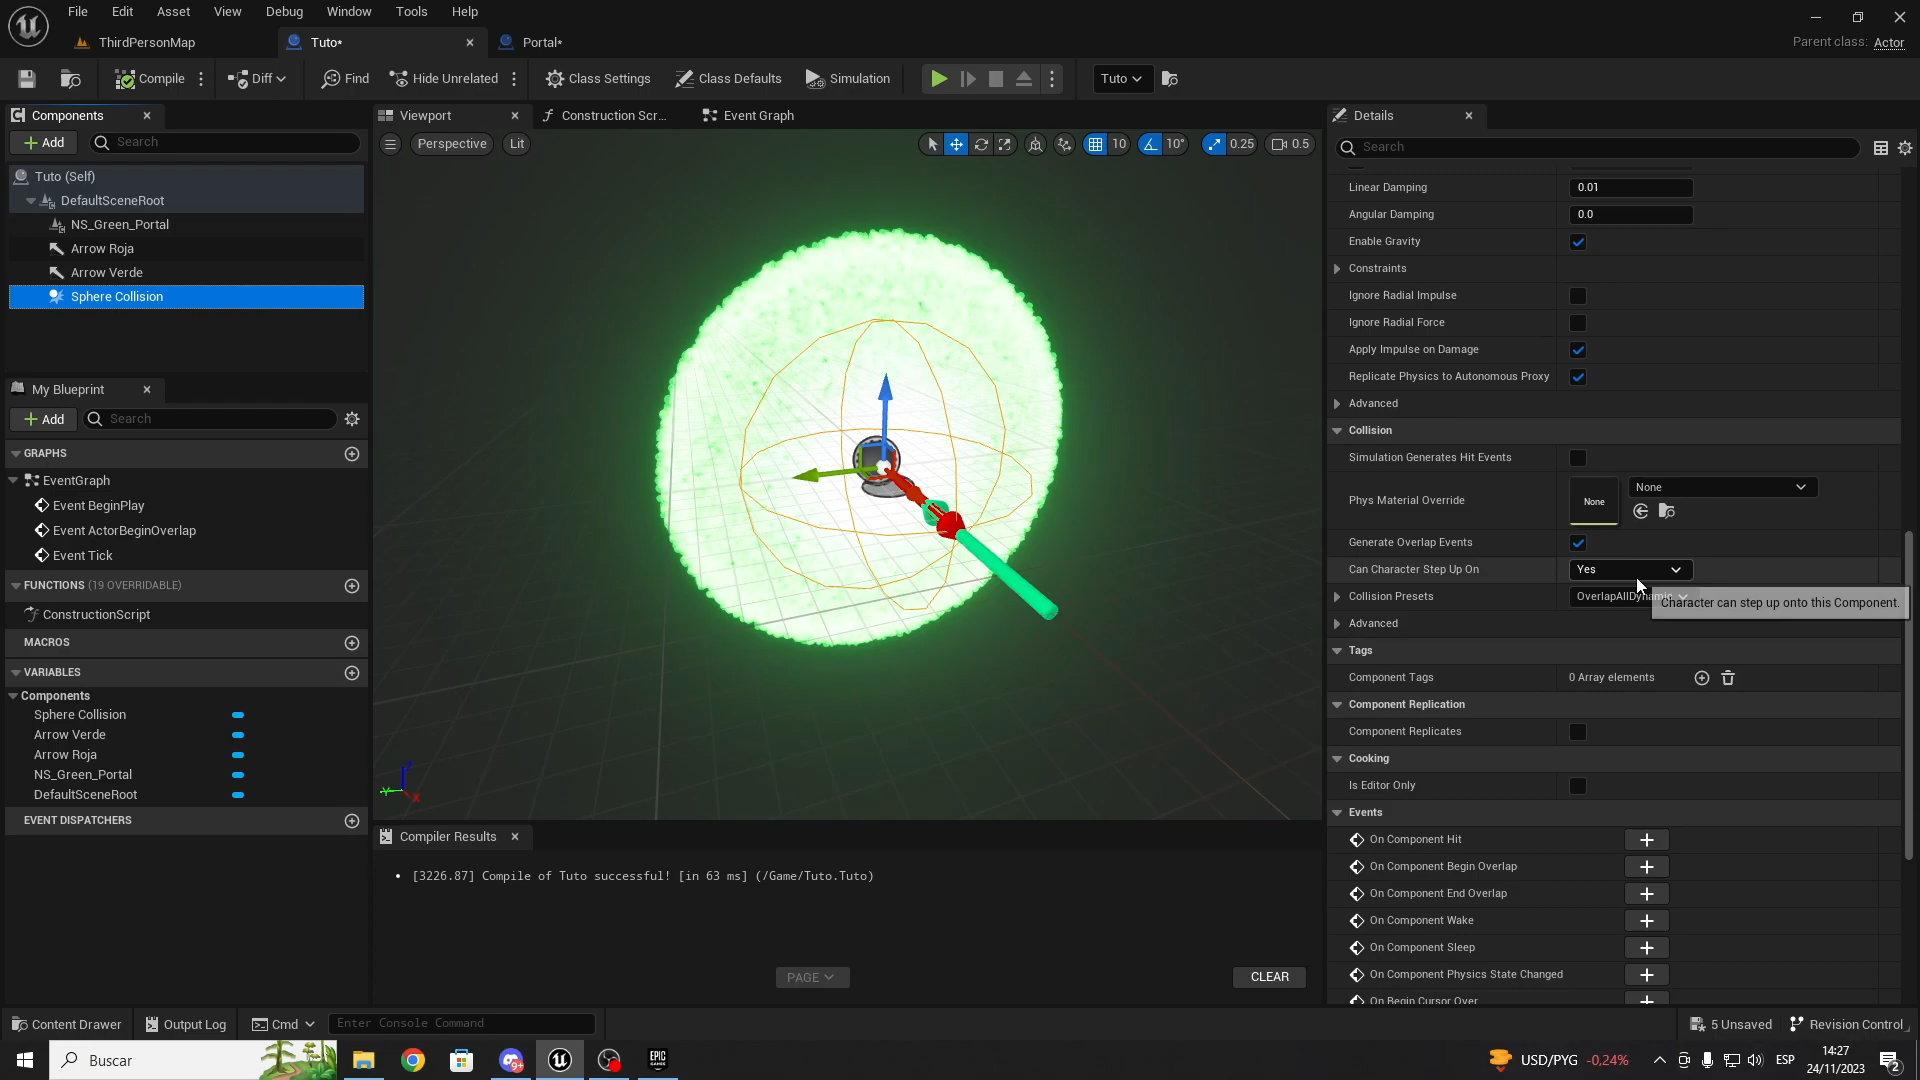 File Edit Asset View Debug Window Tools Help
ThirdPersonMap Tuto* Portal*
Parent class: Actor
Compile Diff Find Hide Unrelated Class Settings Class Defaults Simulation Tuto
Components
Add Search
Tuto (Self)
DefaultSceneRoot
NS_Green_Portal
Arrow Roja
Arrow Verde
Sphere Collision
My Blueprint
Add Search
GRAPHS
EventGraph
Event BeginPlay
Event ActorBeginOverlap
Event Tick
FUNCTIONS (19 OVERRIDABLE)
ConstructionScript
MACROS
VARIABLES
Components
Sphere Collision
Arrow Verde
Arrow Roja
NS_Green_Portal
DefaultSceneRoot
EVENT DISPATCHERS
Viewport Construction Scr... Event Graph
Perspective Lit 10 10° 0.25 0.5
Z
Y
X
Compiler Results
[3226.87] Compile of Tuto successful! [in 63 ms] (/Game/Tuto.Tuto)
PAGE CLEAR
Details
Search
Linear Damping 0.01
Angular Damping 0.0
Enable Gravity
Constraints
Ignore Radial Impulse
Ignore Radial Force
Apply Impulse on Damage
Replicate Physics to Autonomous Proxy
Advanced
Collision
Simulation Generates Hit Events
Phys Material Override None None
Generate Overlap Events
Can Character Step Up On Yes
Collision Presets OverlapAllDynamic
Character can step up onto this Component.
Advanced
Tags
Component Tags 0 Array elements
Component Replication
Component Replicates
Cooking
Is Editor Only
Events
On Component Hit
On Component Begin Overlap
On Component End Overlap
On Component Wake
On Component Sleep
On Component Physics State Changed
On Begin Cursor Over
Content Drawer Output Log Cmd Enter Console Command 5 Unsaved Revision Control
Buscar 9+ EPIC GAMES USD/PYG -0,24% ESP 14:27
24/11/2023 2